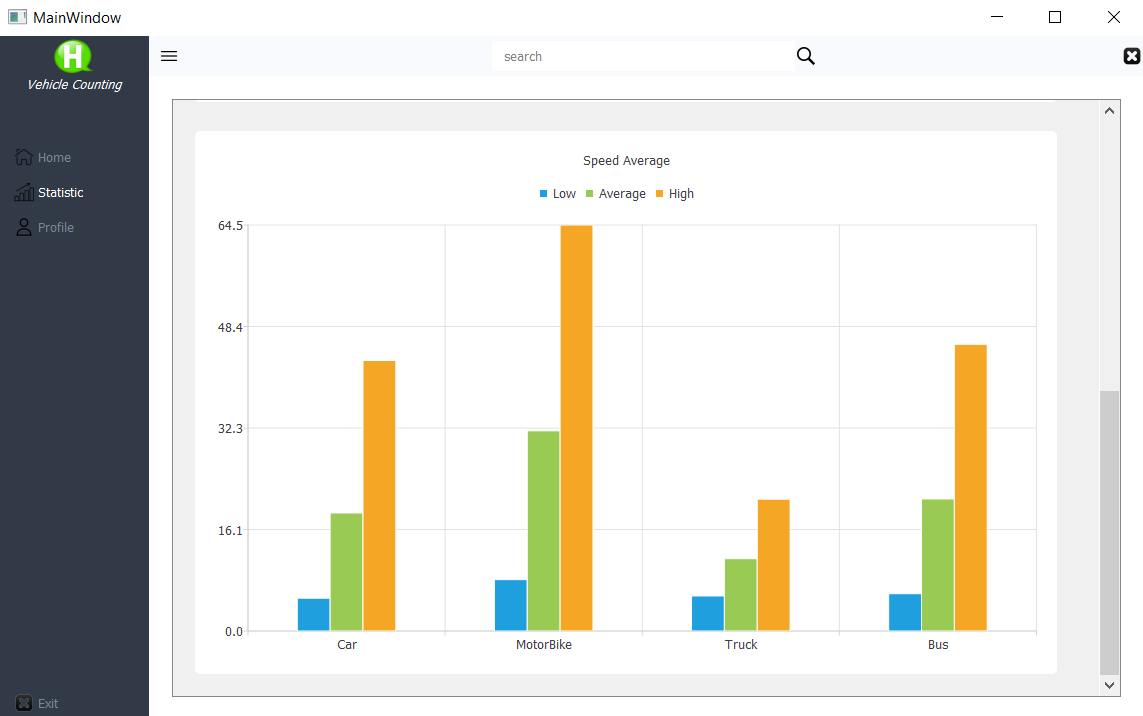 MainWindow
H
Vehicle Counting
search
Home
Statistic
Profile
Exit
Speed Average
Low Average High
64.5
48.4
32.3
16.1
0.0
Car MotorBike Truck Bus